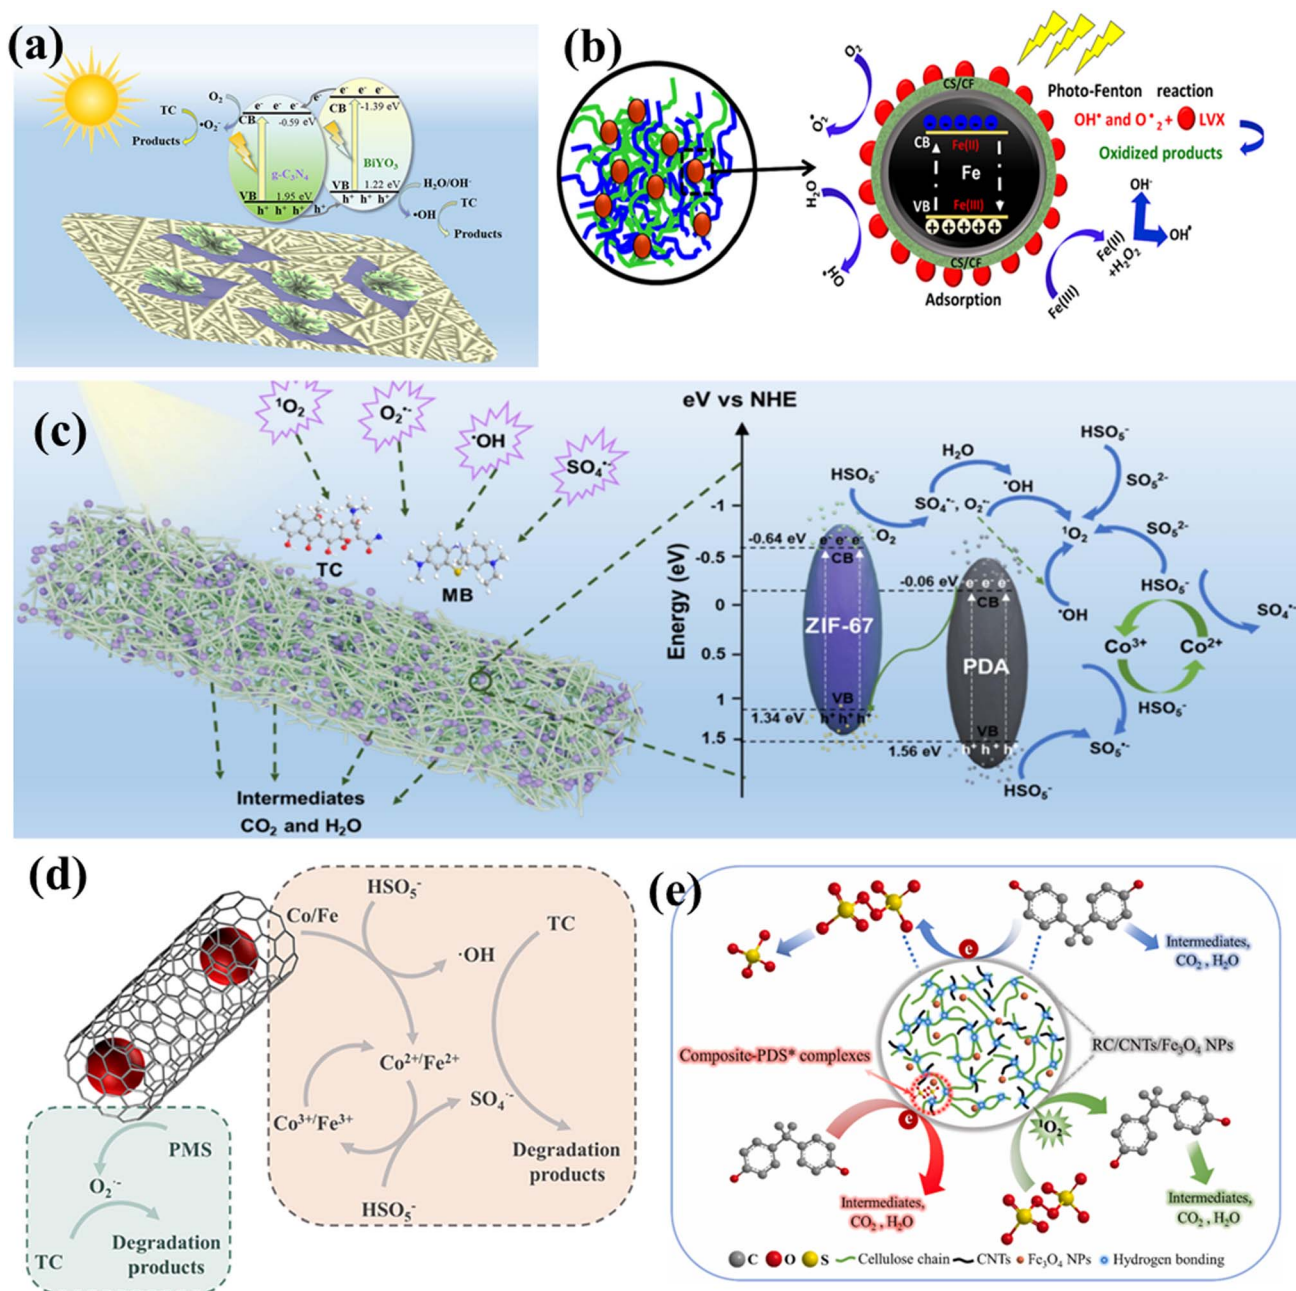 (a)
TC
O₂
·O₂⁻
Products
e⁻ e⁻ e⁻
CB
-0.59 eV
g-C₃N₄
VB
1.95 eV
h⁺ h⁺ h⁺
e⁻
e⁻ e⁻ e⁻
CB
-1.39 eV
BiYO₃
VB
1.22 eV
h⁺ h⁺ h⁺
h⁺
H₂O/OH⁻
·OH
TC
Products
(b)
O₂
O₂•
H₂O
•HO
CS/CF
CB
Fe(II)
Fe
VB
Fe(III)
CS/CF
Adsorption
Photo-Fenton reaction
OH• and O•₂ + LVX
Oxidized products
OH⁻
Fe(II)
+H₂O₂
OH•
Fe(III)
(c)
¹O₂
O₂•⁻
•OH
SO₄•⁻
TC
MB
Intermediates
CO₂ and H₂O
eV vs NHE
Energy (eV)
-1
-0.5
0
0.5
1
1.5
-0.64 eV
-0.06 eV
1.34 eV
1.56 eV
e⁻ e⁻ e⁻
CB
ZIF-67
VB
h⁺ h⁺ h⁺
e⁻ e⁻ e⁻
CB
PDA
VB
h⁺ h⁺ h⁺
HSO₅⁻
O₂
SO₄•⁻, O₂•⁻
H₂O
•OH
¹O₂
HSO₅⁻
SO₅²⁻
SO₅²⁻
HSO₅⁻
•OH
SO₄•⁻
Co³⁺
Co²⁺
HSO₅⁻
SO₅•⁻
HSO₅⁻
(d)
Co/Fe
HSO₅⁻
TC
·OH
Co²⁺/Fe²⁺
SO₄·⁻
Co³⁺/Fe³⁺
HSO₅⁻
Degradation
products
PMS
O₂·⁻
TC
Degradation
products
(e)
e
Intermediates,
CO₂ , H₂O
Composite-PDS* complexes
RC/CNTs/Fe₃O₄ NPs
e
¹O₂
Intermediates,
CO₂ , H₂O
Intermediates,
CO₂ , H₂O
C O S Cellulose chain CNTs Fe₃O₄ NPs Hydrogen bonding